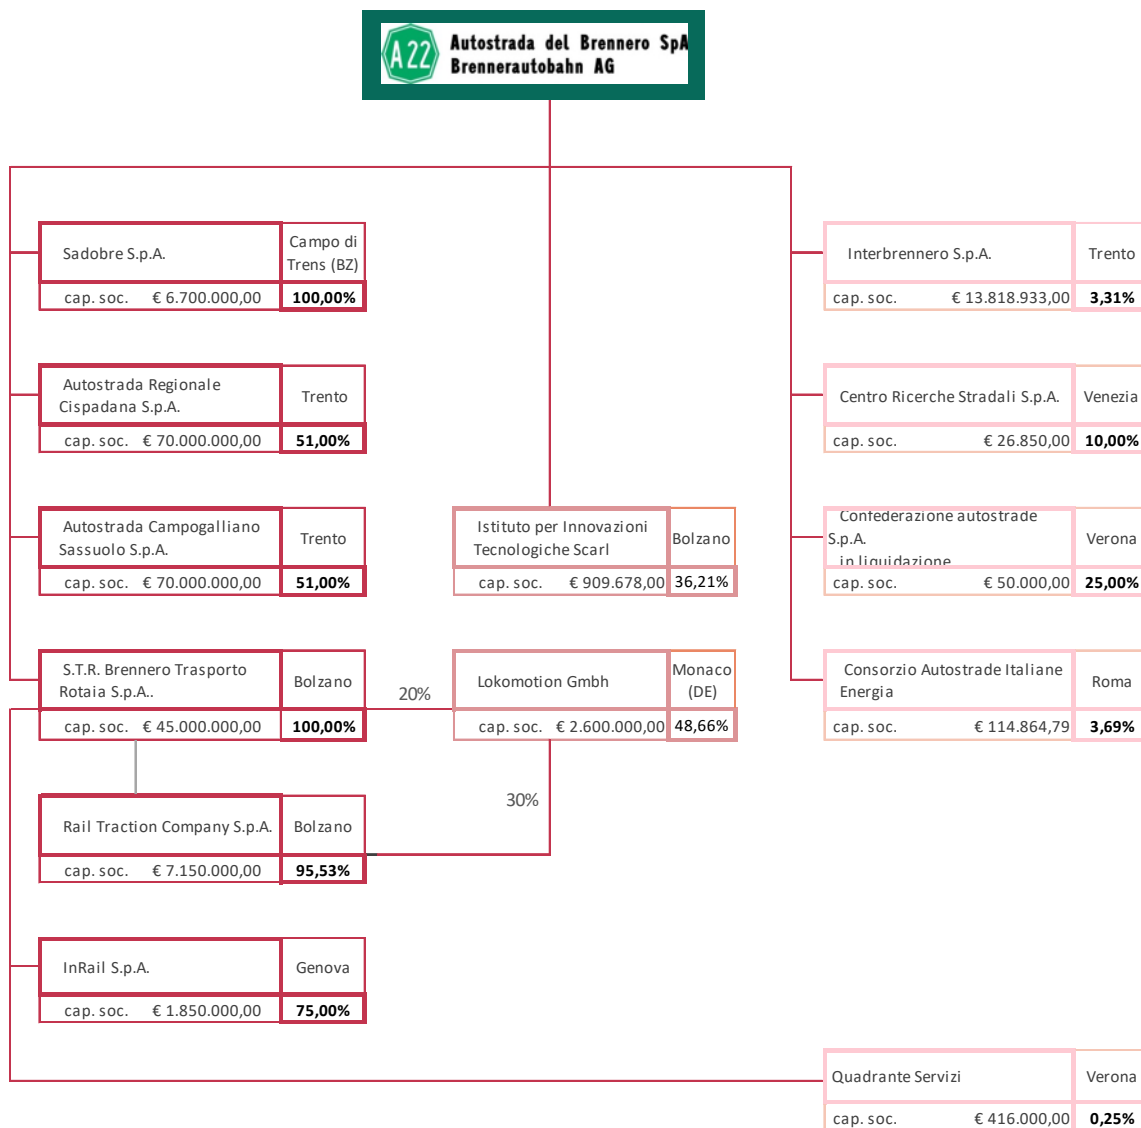 A22
Autostrada del Brennero SpA
Brennerautobahn AG
Sadobre S.p.A.
Campo di
Trens (BZ)
cap. soc. € 6.700.000,00 100,00%
Autostrada Regionale
Cispadana S.p.A.
Trento
cap. soc. € 70.000.000,00 51,00%
Autostrada Campogalliano
Sassuolo S.p.A.
Trento
cap. soc. € 70.000.000,00 51,00%
S.T.R. Brennero Trasporto
Rotaia S.p.A..
Bolzano
cap. soc. € 45.000.000,00 100,00%
Rail Traction Company S.p.A. Bolzano
cap. soc. € 7.150.000,00 95,53%
InRail S.p.A. Genova
cap. soc. € 1.850.000,00 75,00%
Istituto per Innovazioni
Tecnologiche Scarl
Bolzano
cap. soc. € 909.678,00 36,21%
20%
Lokomotion Gmbh
Monaco
(DE)
cap. soc. € 2.600.000,00 48,66%
30%
Interbrennero S.p.A. Trento
cap. soc. € 13.818.933,00 3,31%
Centro Ricerche Stradali S.p.A. Venezia
cap. soc. € 26.850,00 10,00%
Confederazione autostrade
S.p.A.
in liquidazione
Verona
cap. soc. € 50.000,00 25,00%
Consorzio Autostrade Italiane
Energia
Roma
cap. soc. € 114.864,79 3,69%
Quadrante Servizi Verona
cap. soc. € 416.000,00 0,25%